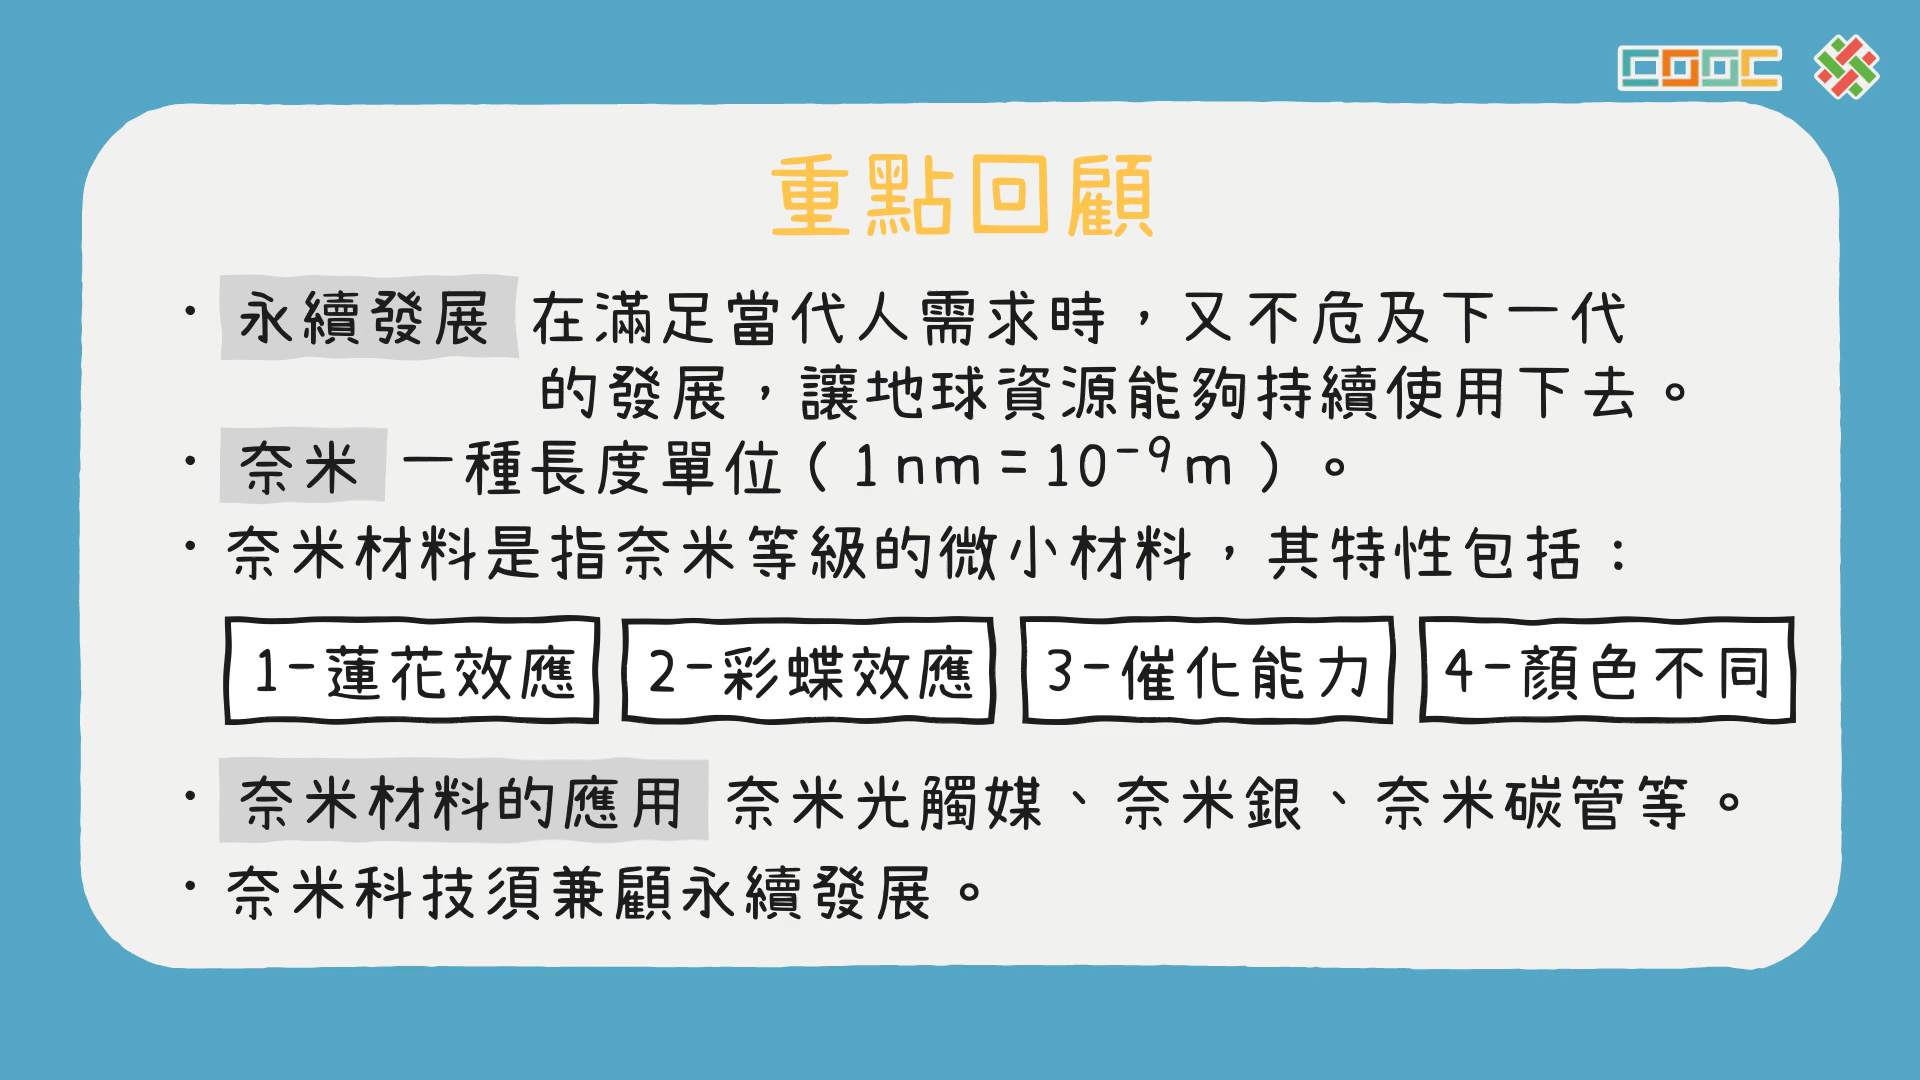 COOC
重點回顧
· 永續發展 在滿足當代人需求時，又不危及下一代
的發展，讓地球資源能夠持續使用下去。
· 奈米 一種長度單位(1nm=10⁻⁹m)。
· 奈米材料是指奈米等級的微小材料，其特性包括：
1-蓮花效應 2-彩蝶效應 3-催化能力 4-顏色不同
· 奈米材料的應用 奈米光觸媒、奈米銀、奈米碳管等。
· 奈米科技須兼顧永續發展。